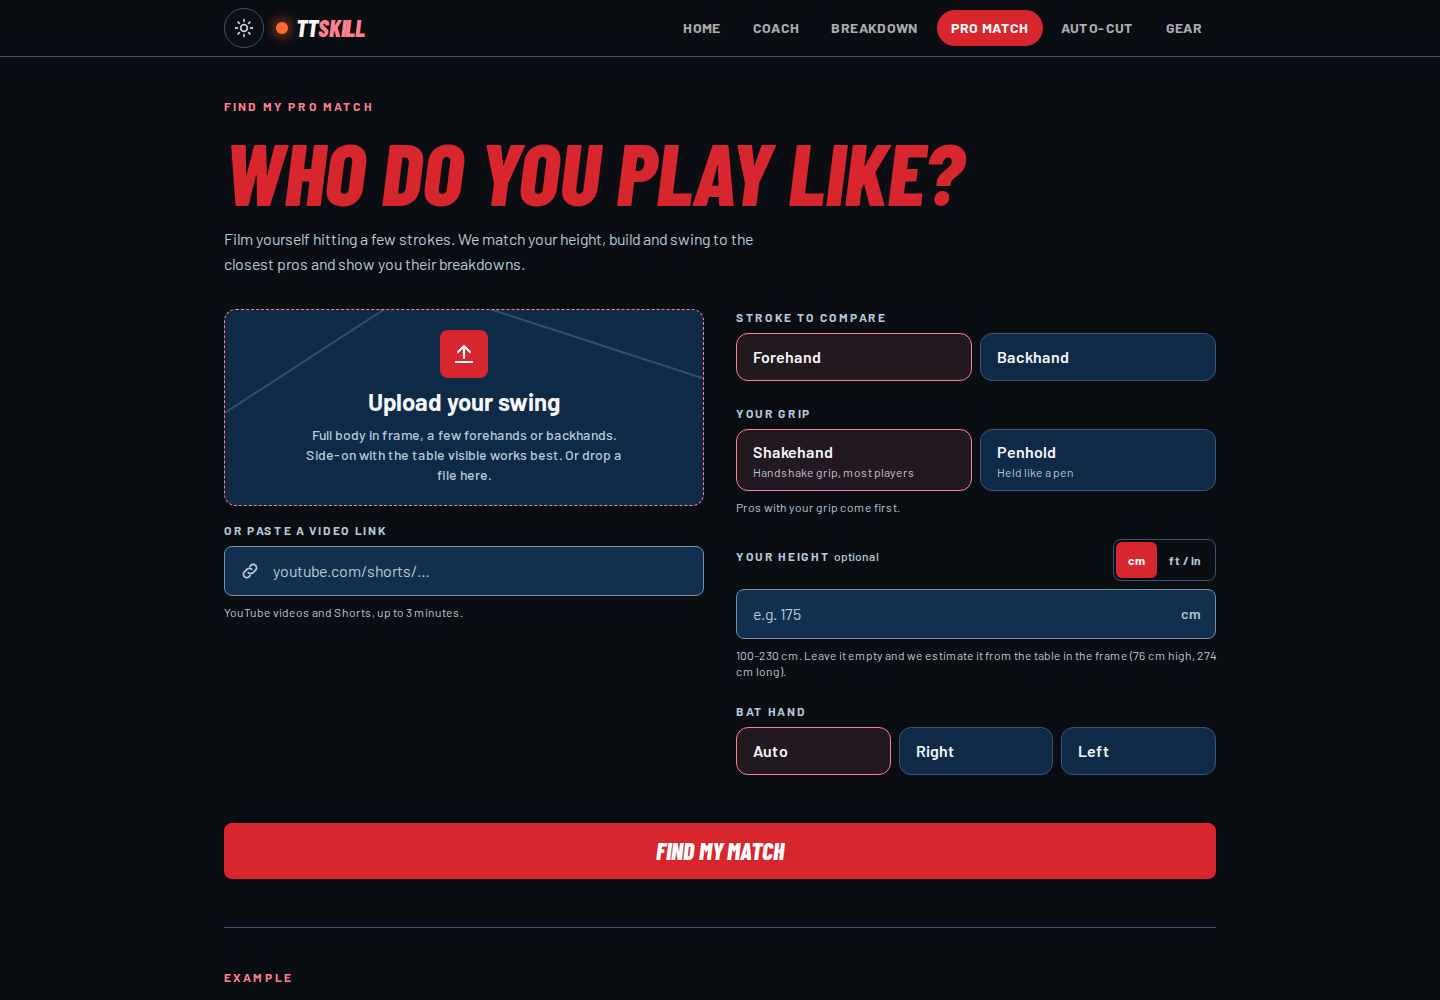 TTSKILL
HOME
COACH
BREAKDOWN
PRO MATCH
AUTO-CUT
GEAR
FIND MY PRO MATCH
WHO DO YOU PLAY LIKE?
Film yourself hitting a few strokes. We match your height, build and swing to the
closest pros and show you their breakdowns.
Upload your swing
Full body in frame, a few forehands or backhands.
Side-on with the table visible works best. Or drop a
file here.
OR PASTE A VIDEO LINK
youtube.com/shorts/...
YouTube videos and Shorts, up to 3 minutes.
STROKE TO COMPARE
Forehand
Backhand
YOUR GRIP
Shakehand
Handshake grip, most players
Penhold
Held like a pen
Pros with your grip come first.
YOUR HEIGHT optional
cm
ft / in
e.g. 175
cm
100-230 cm. Leave it empty and we estimate it from the table in the frame (76 cm high, 274
cm long).
BAT HAND
Auto
Right
Left
FIND MY MATCH
EXAMPLE